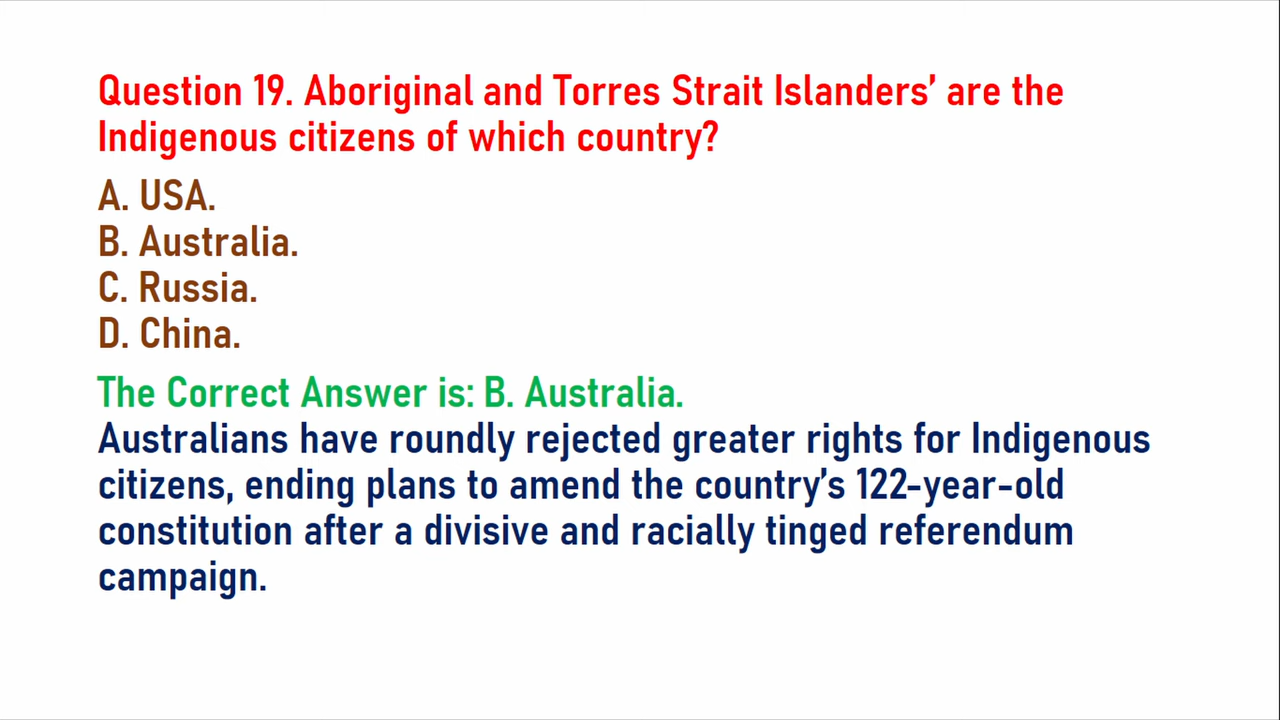 Question 19. Aboriginal and Torres Strait Islanders’ are the
Indigenous citizens of which country?
A. USA.
B. Australia.
C. Russia.
D. China.
The Correct Answer is: B. Australia.
Australians have roundly rejected greater rights for Indigenous
citizens, ending plans to amend the country’s 122-year-old
constitution after a divisive and racially tinged referendum
campaign.